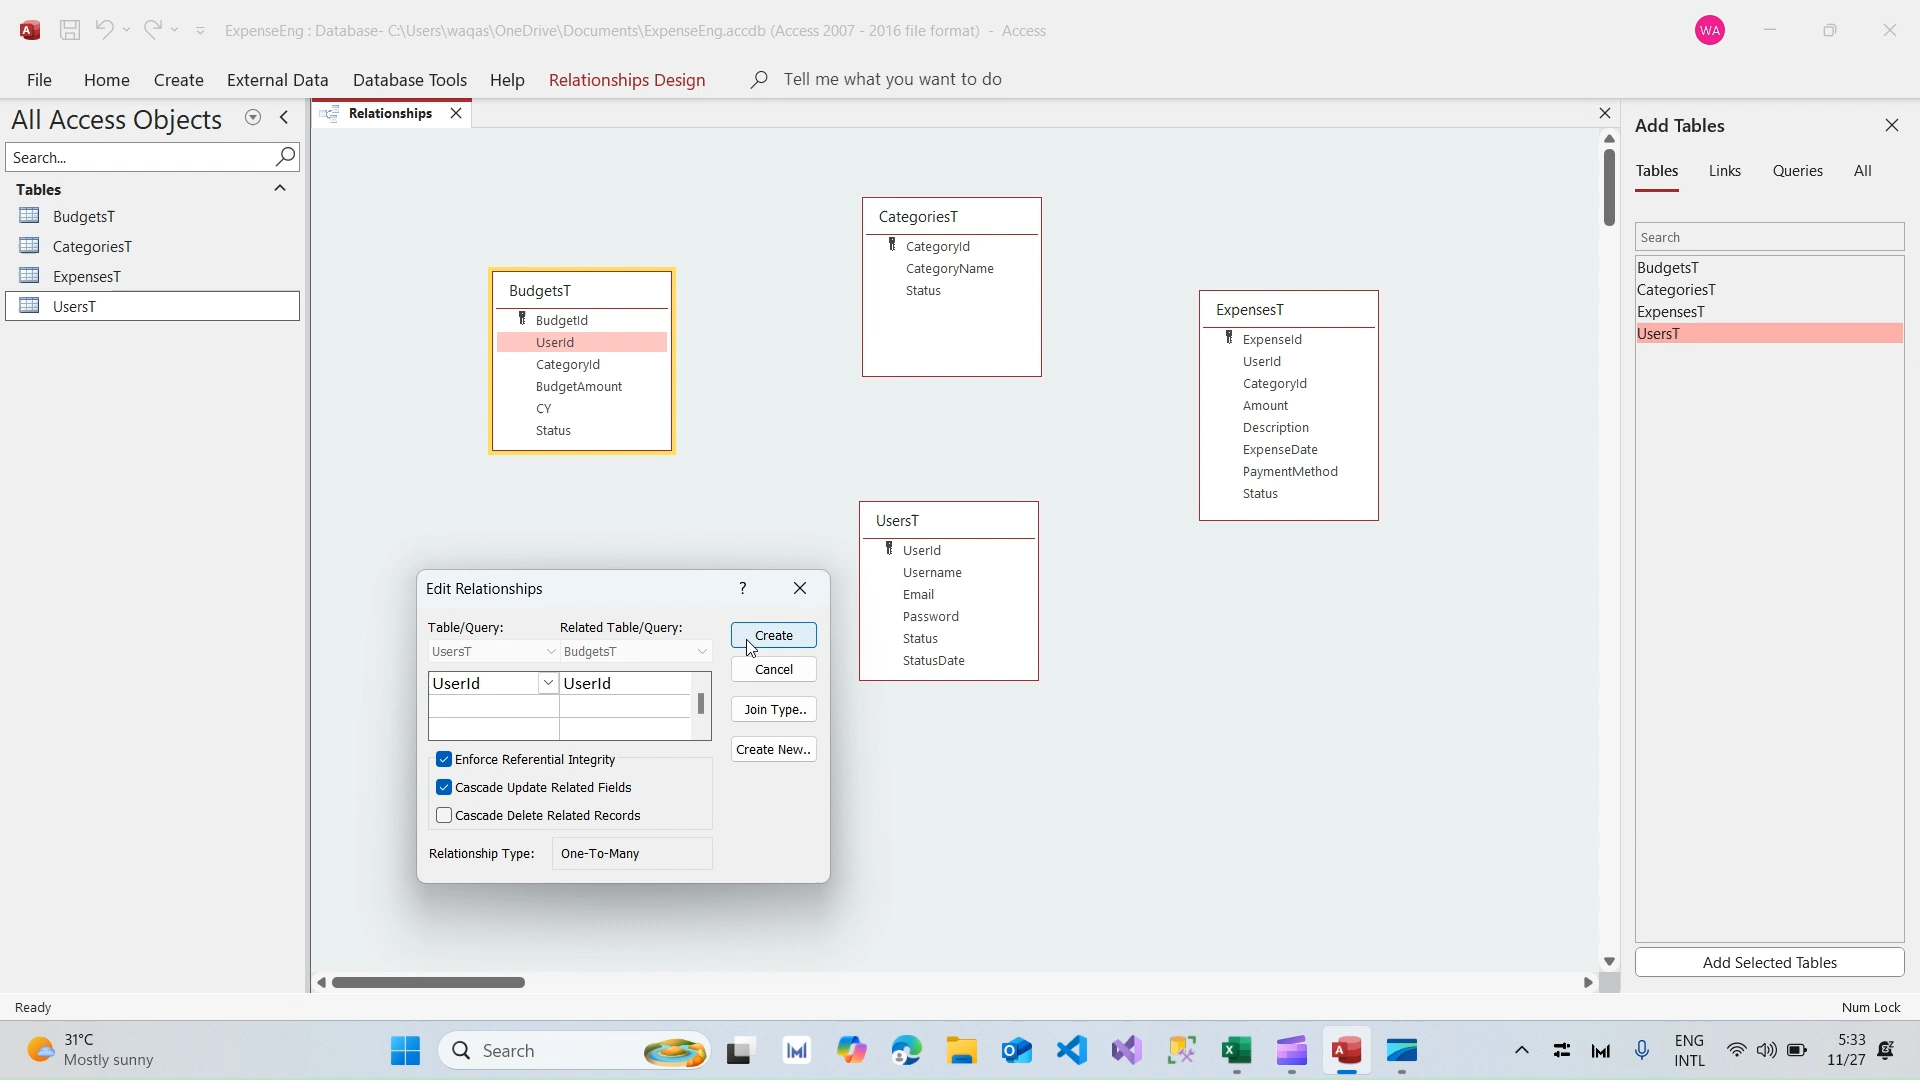 A
ExpenseEng : Database- C:\Users\waqas\OneDrive\Documents\ExpenseEng.accdb (Access 2007 - 2016 file format) - Access
WA
File Home Create External Data Database Tools Help Relationships Design Tell me what you want to do
All Access Objects
Search...
Tables
BudgetsT
CategoriesT
ExpensesT
UsersT
Relationships
BudgetsT
BudgetId
UserId
CategoryId
BudgetAmount
CY
Status
CategoriesT
CategoryId
CategoryName
Status
ExpensesT
ExpenseId
UserId
CategoryId
Amount
Description
ExpenseDate
PaymentMethod
Status
UsersT
UserId
Username
Email
Password
Status
StatusDate
Edit Relationships
?
Table/Query: Related Table/Query:
UsersT BudgetsT
UserId UserId
Create
Cancel
Join Type..
Create New..
Enforce Referential Integrity
Cascade Update Related Fields
Cascade Delete Related Records
Relationship Type: One-To-Many
Add Tables
Tables Links Queries All
Search
BudgetsT
CategoriesT
ExpensesT
UsersT
Add Selected Tables
Ready
Num Lock
31°C
Mostly sunny
Search
ENG
INTL
5:33
11/27